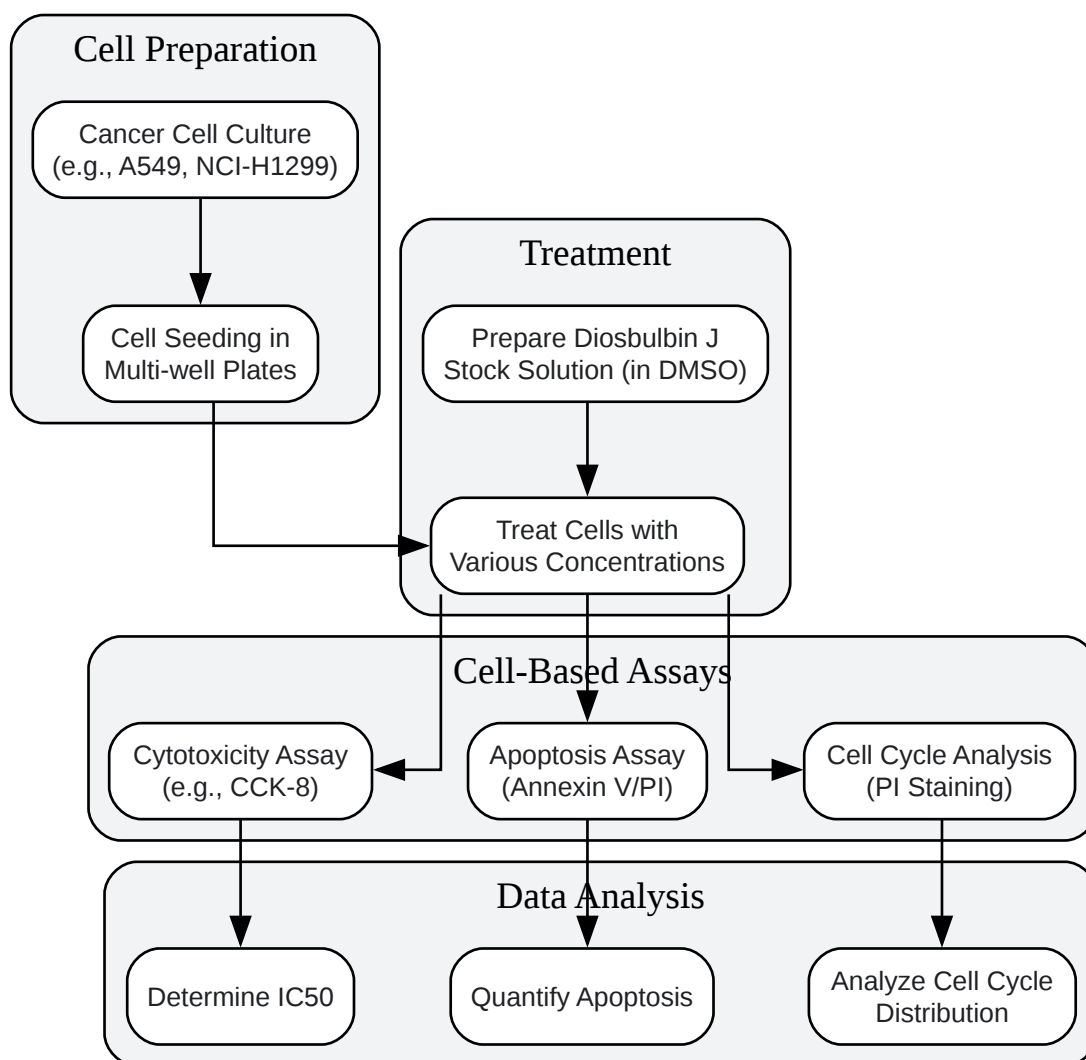 Cell Preparation
Cancer Cell Culture
(e.g., A549, NCI-H1299)
Cell Seeding in
Multi-well Plates
Treatment
Prepare Diosbulbin J
Stock Solution (in DMSO)
Treat Cells with
Various Concentrations
Cell-Based Assays
Cytotoxicity Assay
(e.g., CCK-8)
Apoptosis Assay
(Annexin V/PI)
Cell Cycle Analysis
(PI Staining)
Data Analysis
Determine IC50
Quantify Apoptosis
Analyze Cell Cycle
Distribution